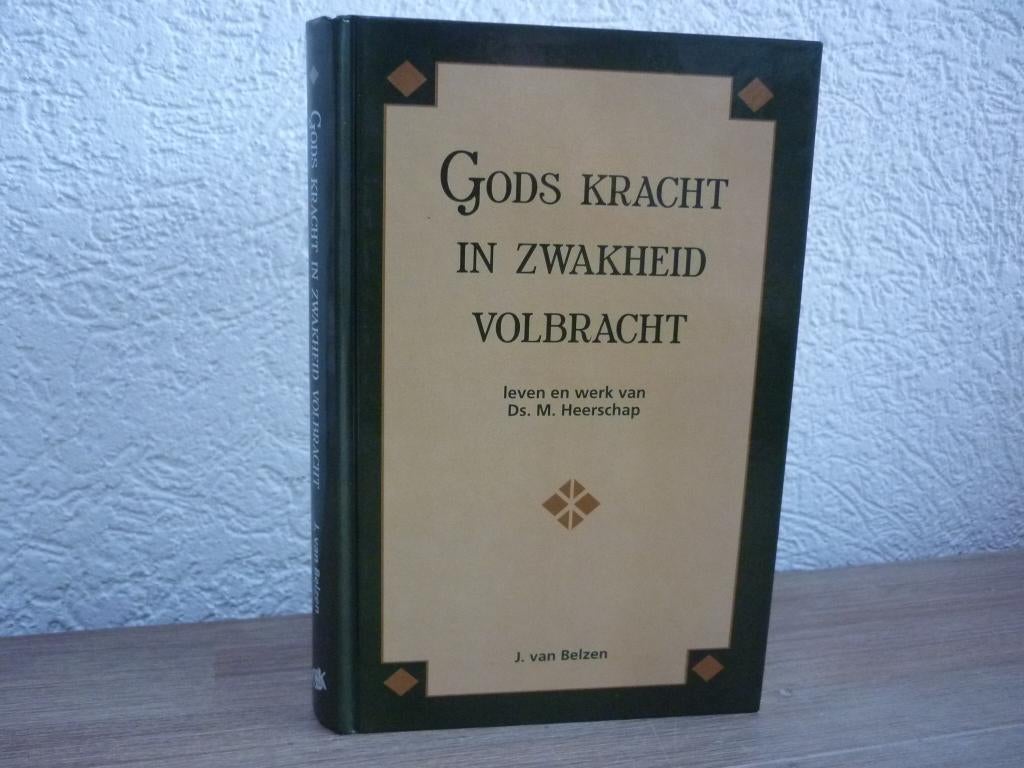 GODS KRACHT IN ZWAKHEID VOLBRACHT
J. van Belzen
GODS KRACHT
IN ZWAKHEID
VOLBRACHT
leven en werk van
Ds. M. Heerschap
J. van Belzen